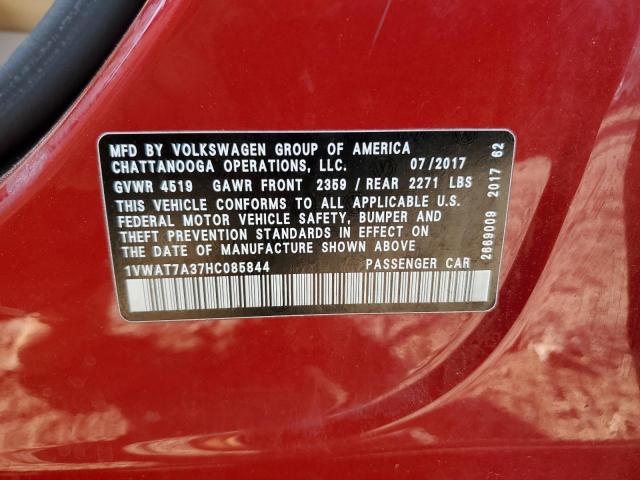 MFD BY VOLKSWAGEN GROUP OF AMERICA
CHATTANOOGA OPERATIONS, LLC. 07/2017
GVWR 4519 GAWR FRONT 2359 / REAR 2271 LBS
THIS VEHICLE CONFORMS TO ALL APPLICABLE U.S.
FEDERAL MOTOR VEHICLE SAFETY, BUMPER AND
THEFT PREVENTION STANDARDS IN EFFECT ON
THE DATE OF MANUFACTURE SHOWN ABOVE
1VWAT7A37HC085844 PASSENGER CAR
2669009 2017 62